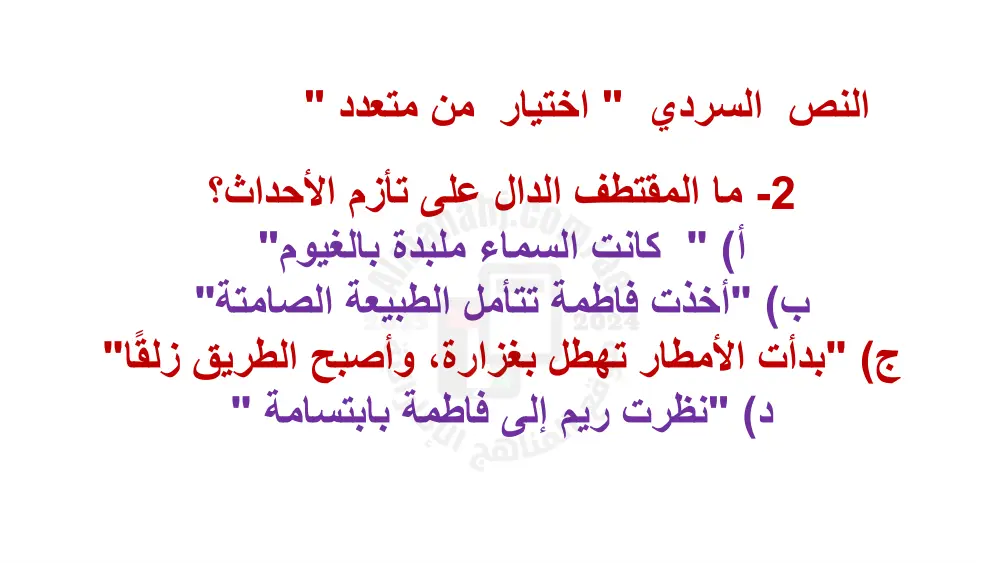 النص السردي " اختيار من متعدد "
2- ما المقتطف الدال على تأزم الأحداث؟
أ) " كانت السماء ملبدة بالغيوم"
ب) "أخذت فاطمة تتأمل الطبيعة الصامتة"
ج) "بدأت الأمطار تهطل بغزارة، وأصبح الطريق زلقًا"
د) "نظرت ريم إلى فاطمة بابتسامة "